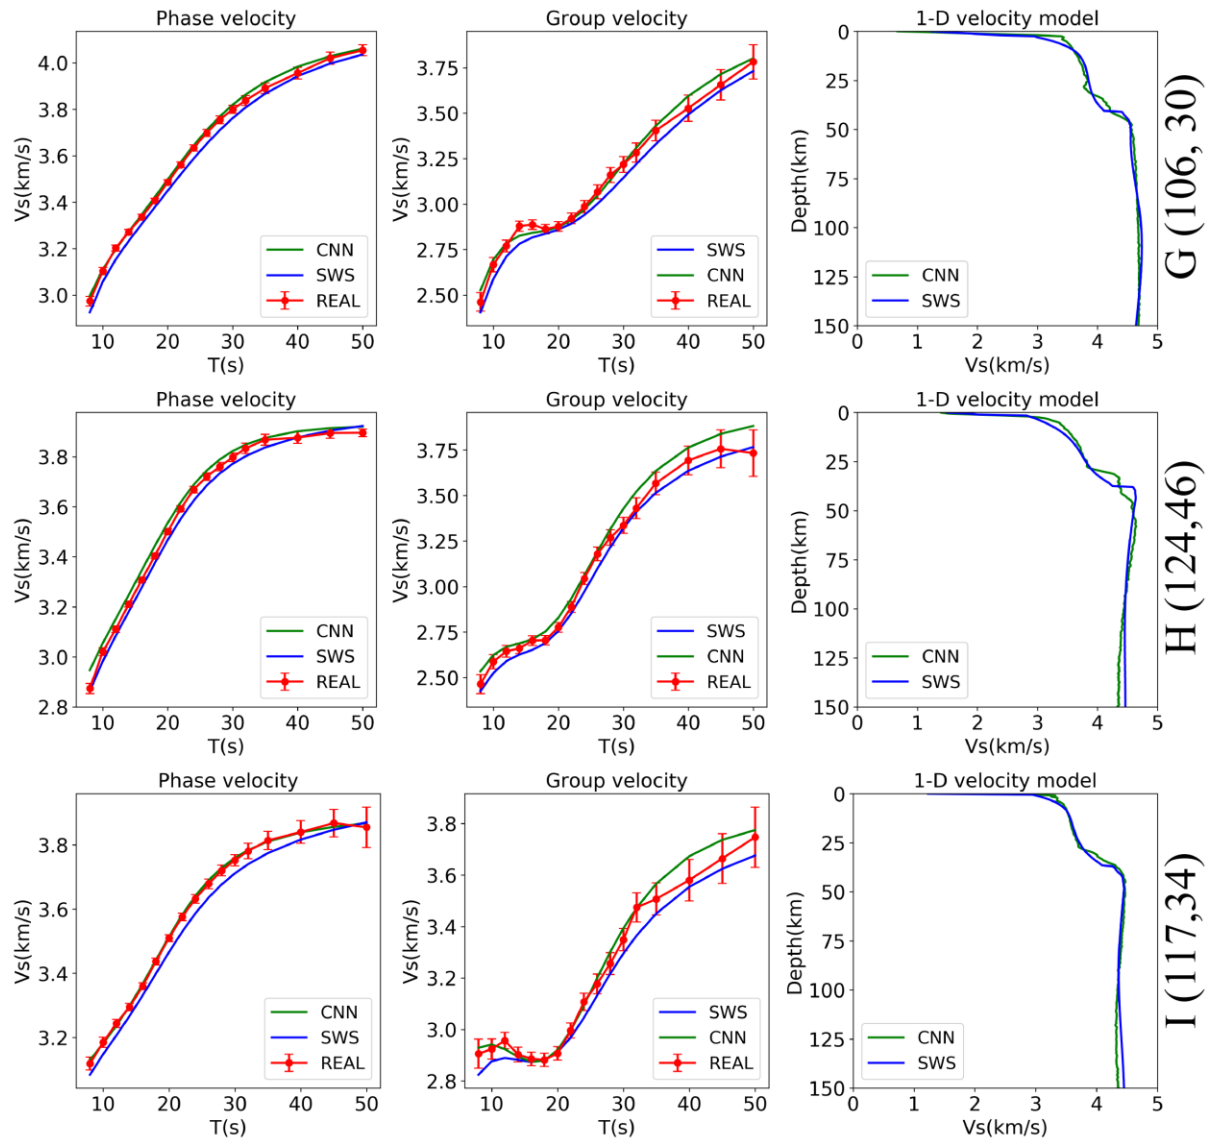 Phase velocity
Group velocity
1-D velocity model
4.0
3.8
3.6
3.4
3.2
3.0
Vs(km/s)
10 20 30 40 50
T(s)
CNN
SWS
REAL
3.75
3.50
3.25
3.00
2.75
2.50
Vs(km/s)
10 20 30 40 50
T(s)
SWS
CNN
REAL
0
25
50
75
100
125
150
Depth(km)
0 1 2 3 4 5
Vs(km/s)
CNN
SWS
G (106, 30)
Phase velocity
Group velocity
1-D velocity model
3.8
3.6
3.4
3.2
3.0
2.8
Vs(km/s)
10 20 30 40 50
T(s)
CNN
SWS
REAL
3.75
3.50
3.25
3.00
2.75
2.50
Vs(km/s)
10 20 30 40 50
T(s)
SWS
CNN
REAL
0
25
50
75
100
125
150
Depth(km)
0 1 2 3 4 5
Vs(km/s)
CNN
SWS
H (124,46)
Phase velocity
Group velocity
1-D velocity model
3.8
3.6
3.4
3.2
Vs(km/s)
10 20 30 40 50
T(s)
CNN
SWS
REAL
3.8
3.6
3.4
3.2
3.0
2.8
Vs(km/s)
10 20 30 40 50
T(s)
SWS
CNN
REAL
0
25
50
75
100
125
150
Depth(km)
0 1 2 3 4 5
Vs(km/s)
CNN
SWS
I (117,34)